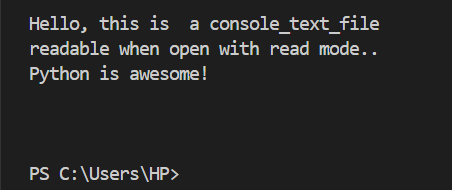 Hello, this is  a console_text_file
readable when open with read mode..
Python is awesome!
PS C:\Users\HP>